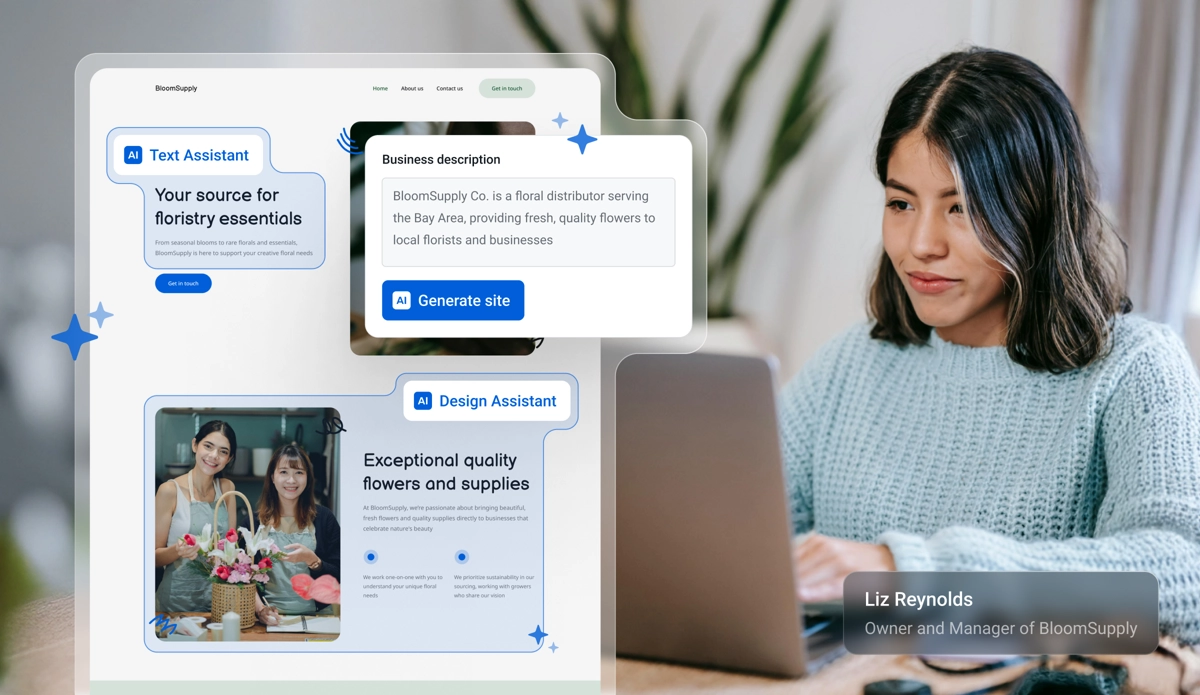 BloomSupply
Home About us Contact us Get in touch
AI Text Assistant
Your source for
floristry essentials
From seasonal blooms to rare florals and essentials,
BloomSupply is here to support your creative floral needs
Get in touch
Business description
BloomSupply Co. is a floral distributor serving
the Bay Area, providing fresh, quality flowers to
local florists and businesses
AI Generate site
AI Design Assistant
Exceptional quality
flowers and supplies
At BloomSupply, we're passionate about bringing beautiful,
fresh flowers and quality supplies directly to businesses that
celebrate nature's beauty
We work one-on-one with you to
understand your unique floral
needs
We prioritize sustainability in our
sourcing, working with growers
who share our vision
Liz Reynolds
Owner and Manager of BloomSupply